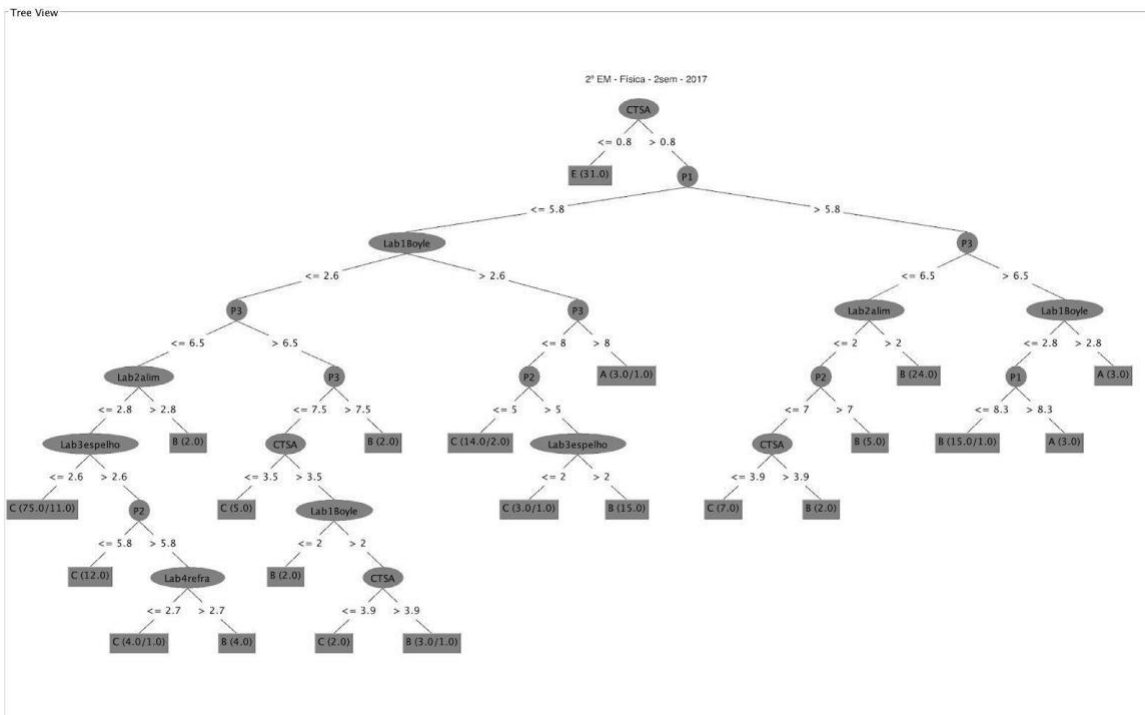 Tree View
2ª EM - Física - 2sem - 2017
CTSA
<= 0.8 > 0.8
E (31.0) P1
<= 5.8 > 5.8
Lab1Boyle P3
<= 2.6 > 2.6 <= 6.5 > 6.5
P3 P3 Lab2alim Lab1Boyle
<= 6.5 > 6.5 <= 8 > 8 <= 2 > 2 <= 2.8 > 2.8
Lab2alim P3 P2 A (3.0/1.0) P2 B (24.0) P1 A (3.0)
<= 2.8 > 2.8 <= 7.5 > 7.5 <= 5 > 5 <= 7 > 7 <= 8.3 > 8.3
Lab3espelho B (2.0) CTSA B (2.0) C (14.0/2.0) Lab3espelho CTSA B (5.0) B (15.0/1.0) A (3.0)
<= 2.6 > 2.6 <= 3.5 > 3.5 <= 2 > 2 <= 3.9 > 3.9
C (75.0/11.0) P2 C (5.0) Lab1Boyle C (3.0/1.0) B (15.0) C (7.0) B (2.0)
<= 5.8 > 5.8 <= 2 > 2
C (12.0) Lab4refra B (2.0) CTSA
<= 2.7 > 2.7 <= 3.9 > 3.9
C (4.0/1.0) B (4.0) C (2.0) B (3.0/1.0)